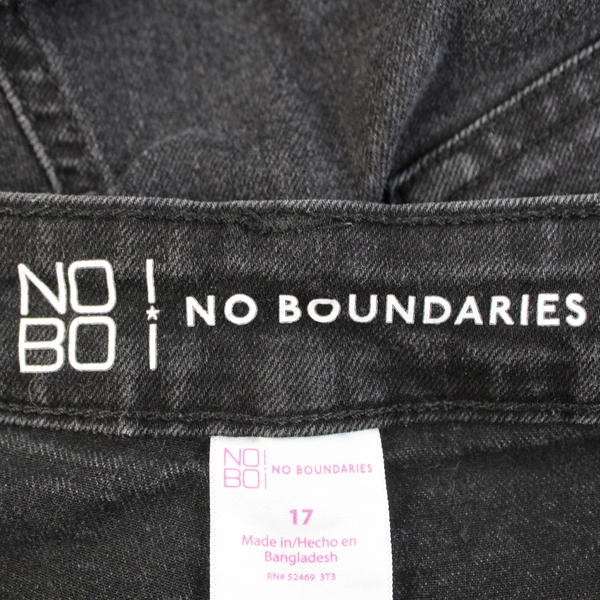 NO
BO
NO BOUNDARIES
NO
BO
NO BOUNDARIES
17
Made in/Hecho en
Bangladesh
RN# 52469 3T3